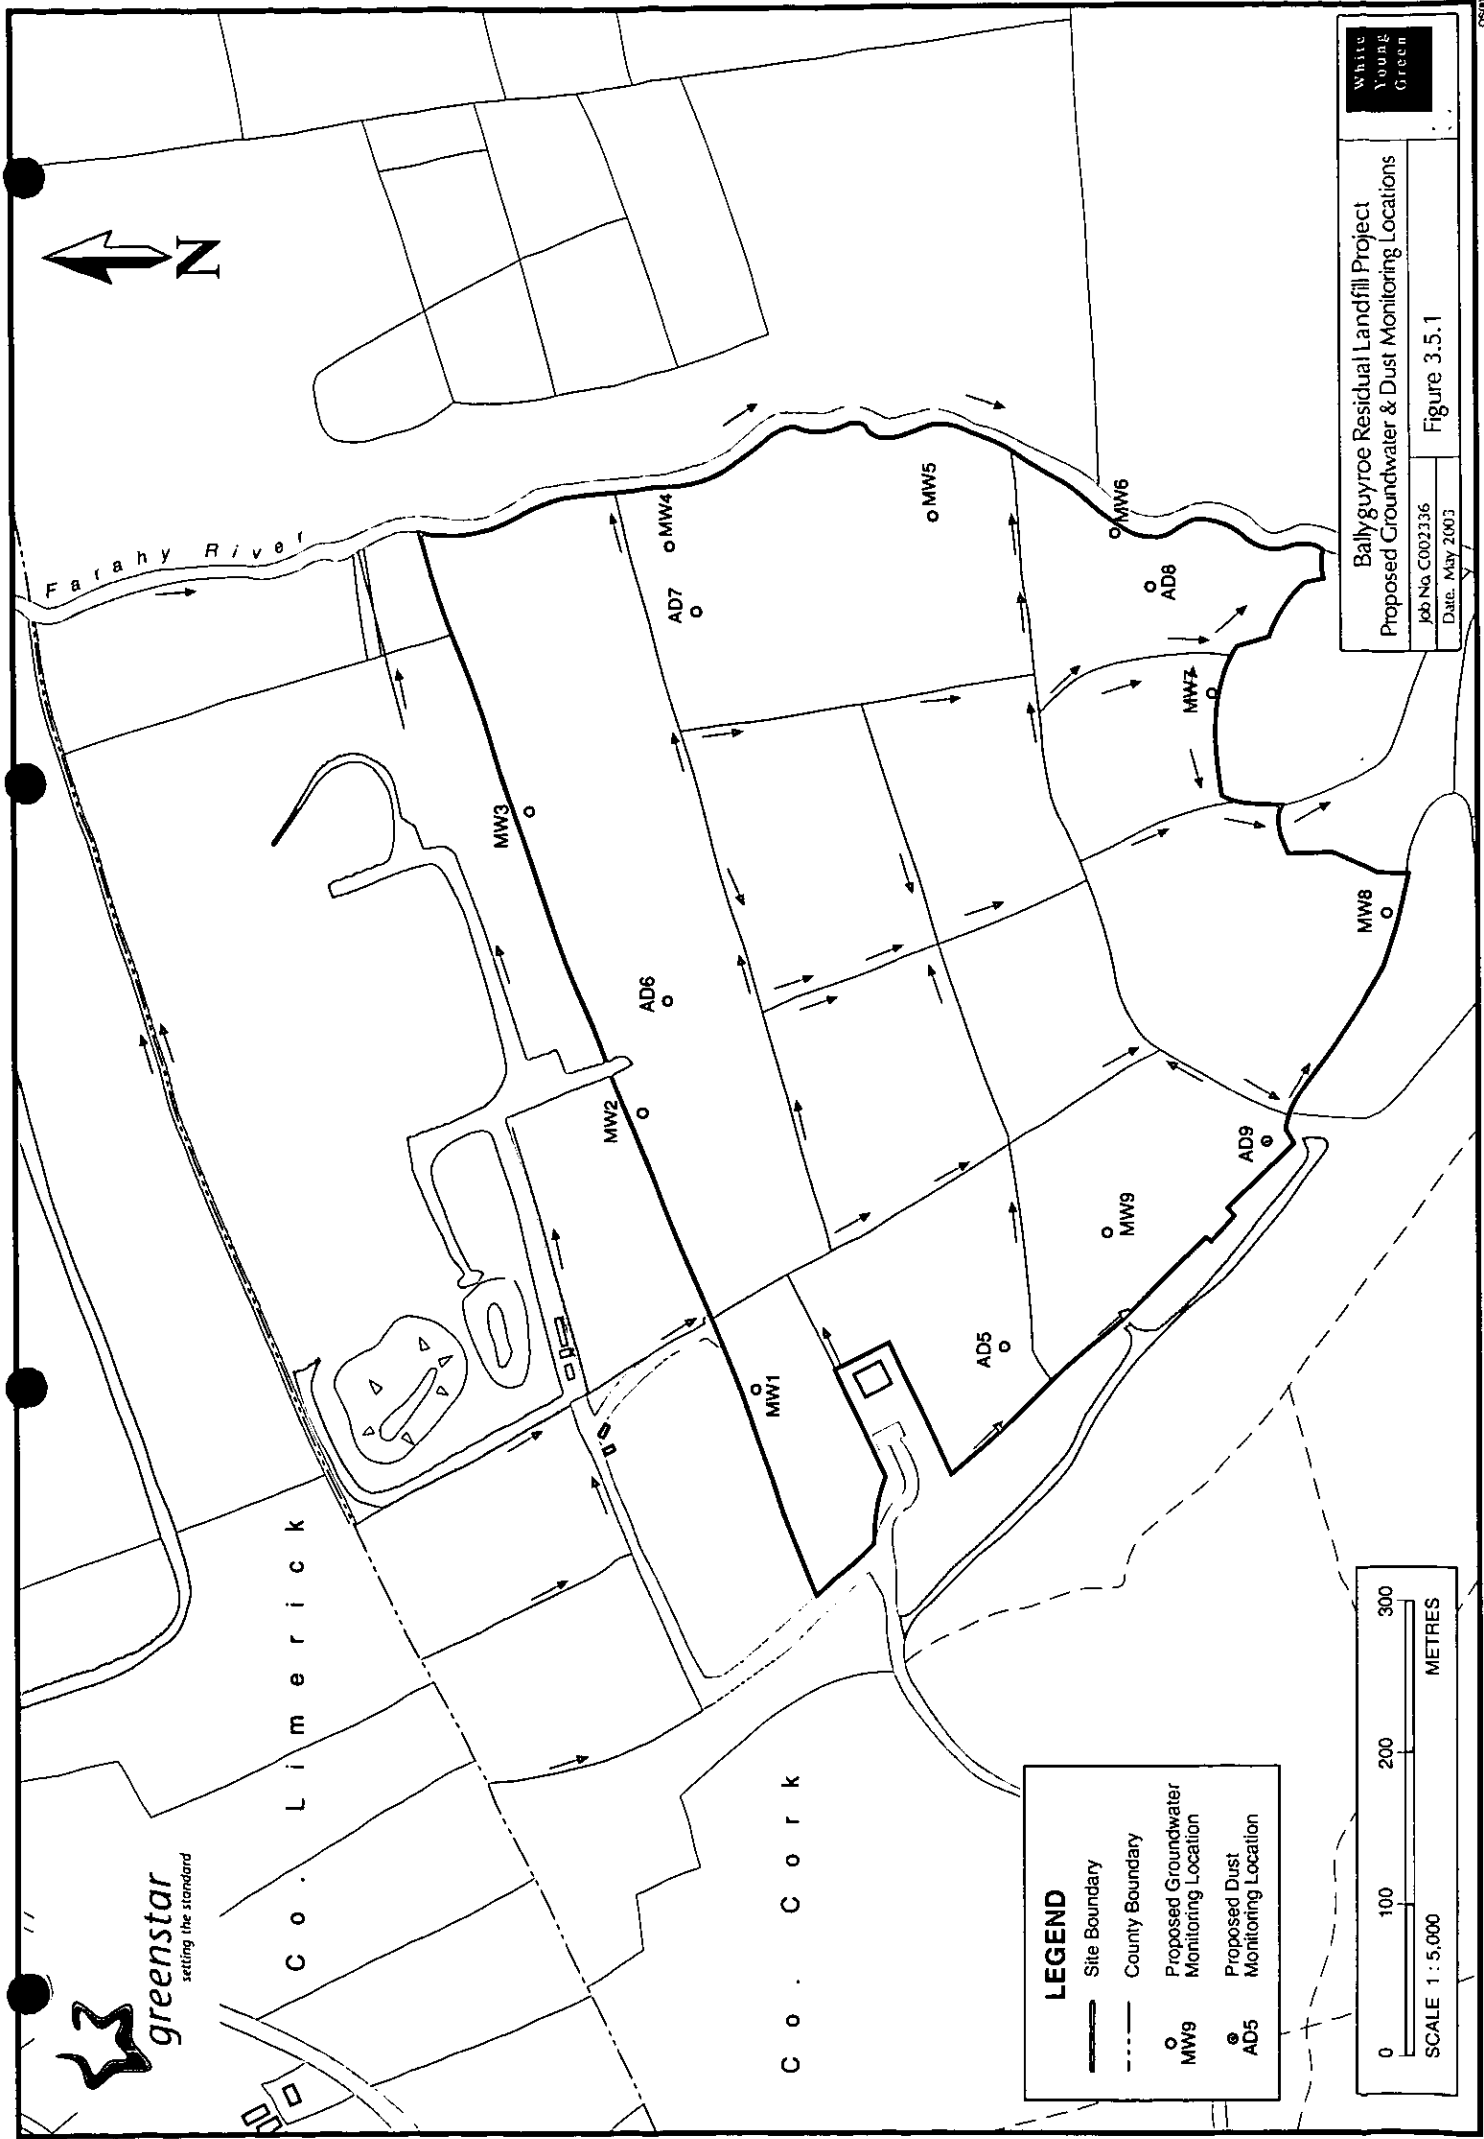 greenstar
setting the standard
Co. Limerick
Co. Cork
Farahy River
N
MW1
MW2
MW3
MW4
MW5
MW6
MW7
MW8
MW9
AD5
AD6
AD7
AD8
AD9
LEGEND
Site Boundary
County Boundary
MW9
Proposed Groundwater
Monitoring Location
AD5
Proposed Dust
Monitoring Location
0 100 200 300
SCALE 1 : 5,000 METRES
Ballyguyroe Residual Landfill Project
Proposed Groundwater & Dust Monitoring Locations
Job No. C002336
Date. May 2003
Figure 3.5.1
White
Young
Green